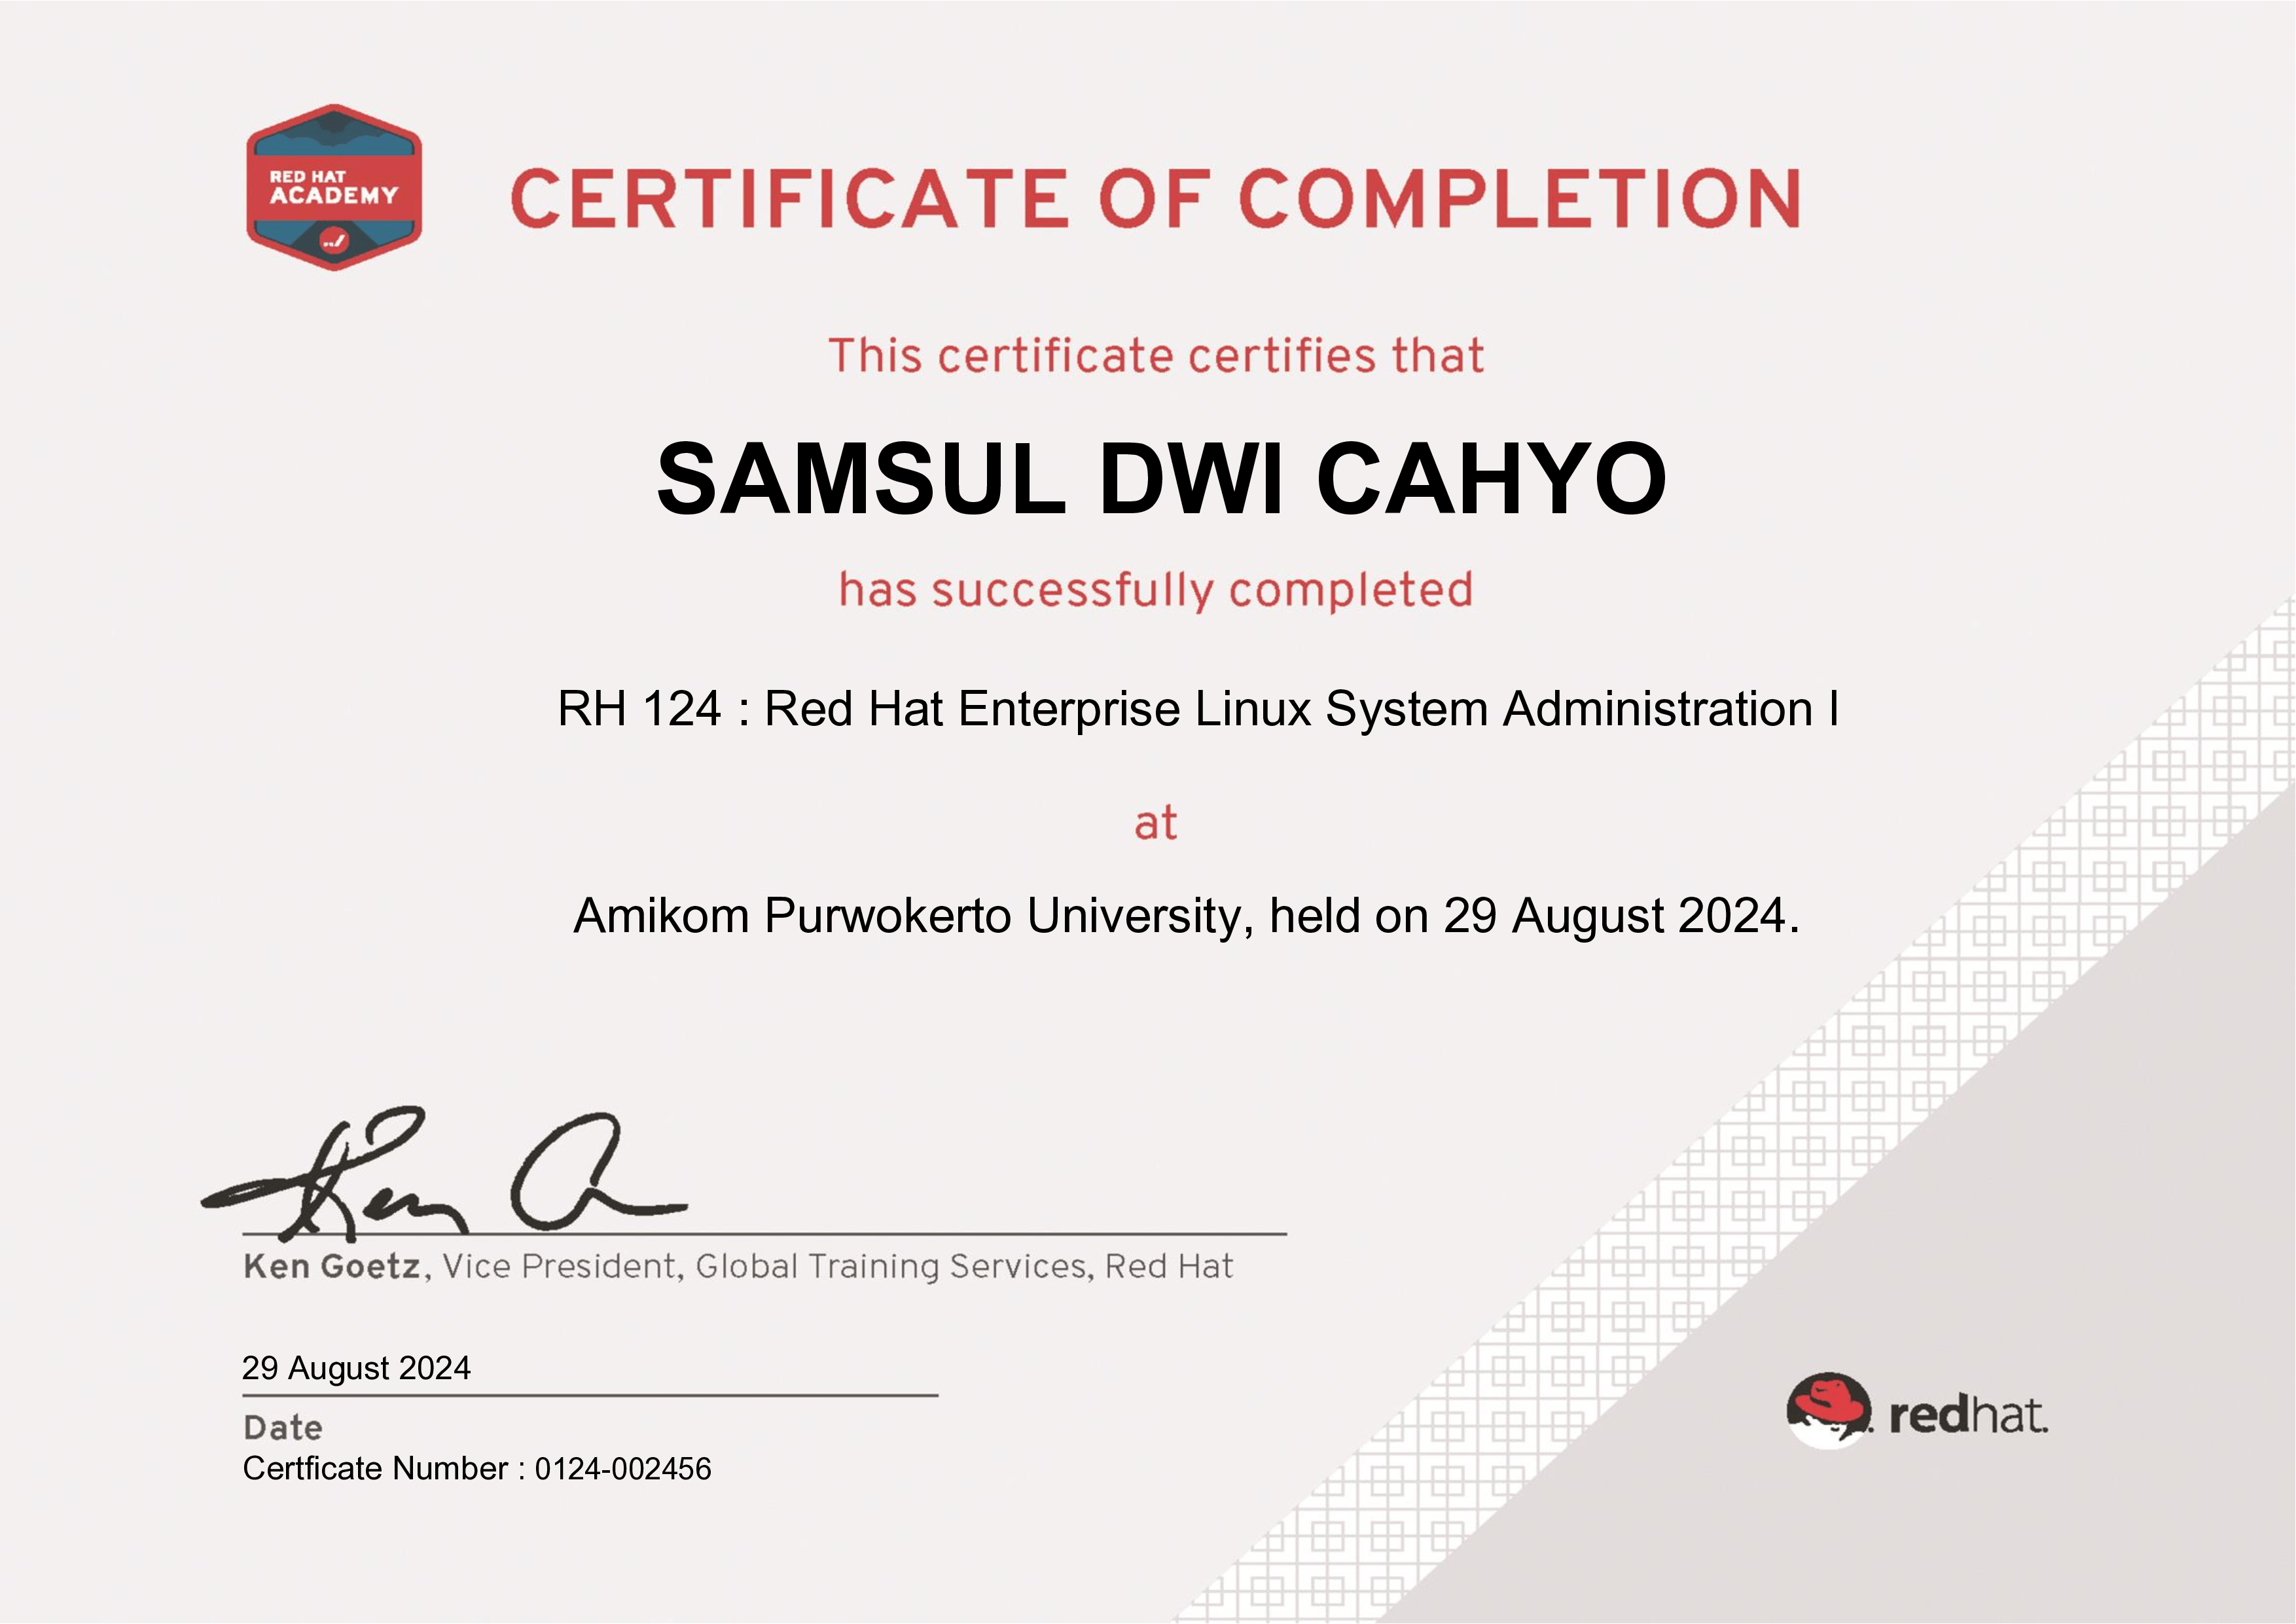 RED HAT
ACADEMY
CERTIFICATE OF COMPLETION
This certificate certifies that
SAMSUL DWI CAHYO
has successfully completed
RH 124 : Red Hat Enterprise Linux System Administration I
at
Amikom Purwokerto University, held on 29 August 2024.
Ken Goetz, Vice President, Global Training Services, Red Hat
29 August 2024
Date
Certficate Number : 0124-002456
redhat.